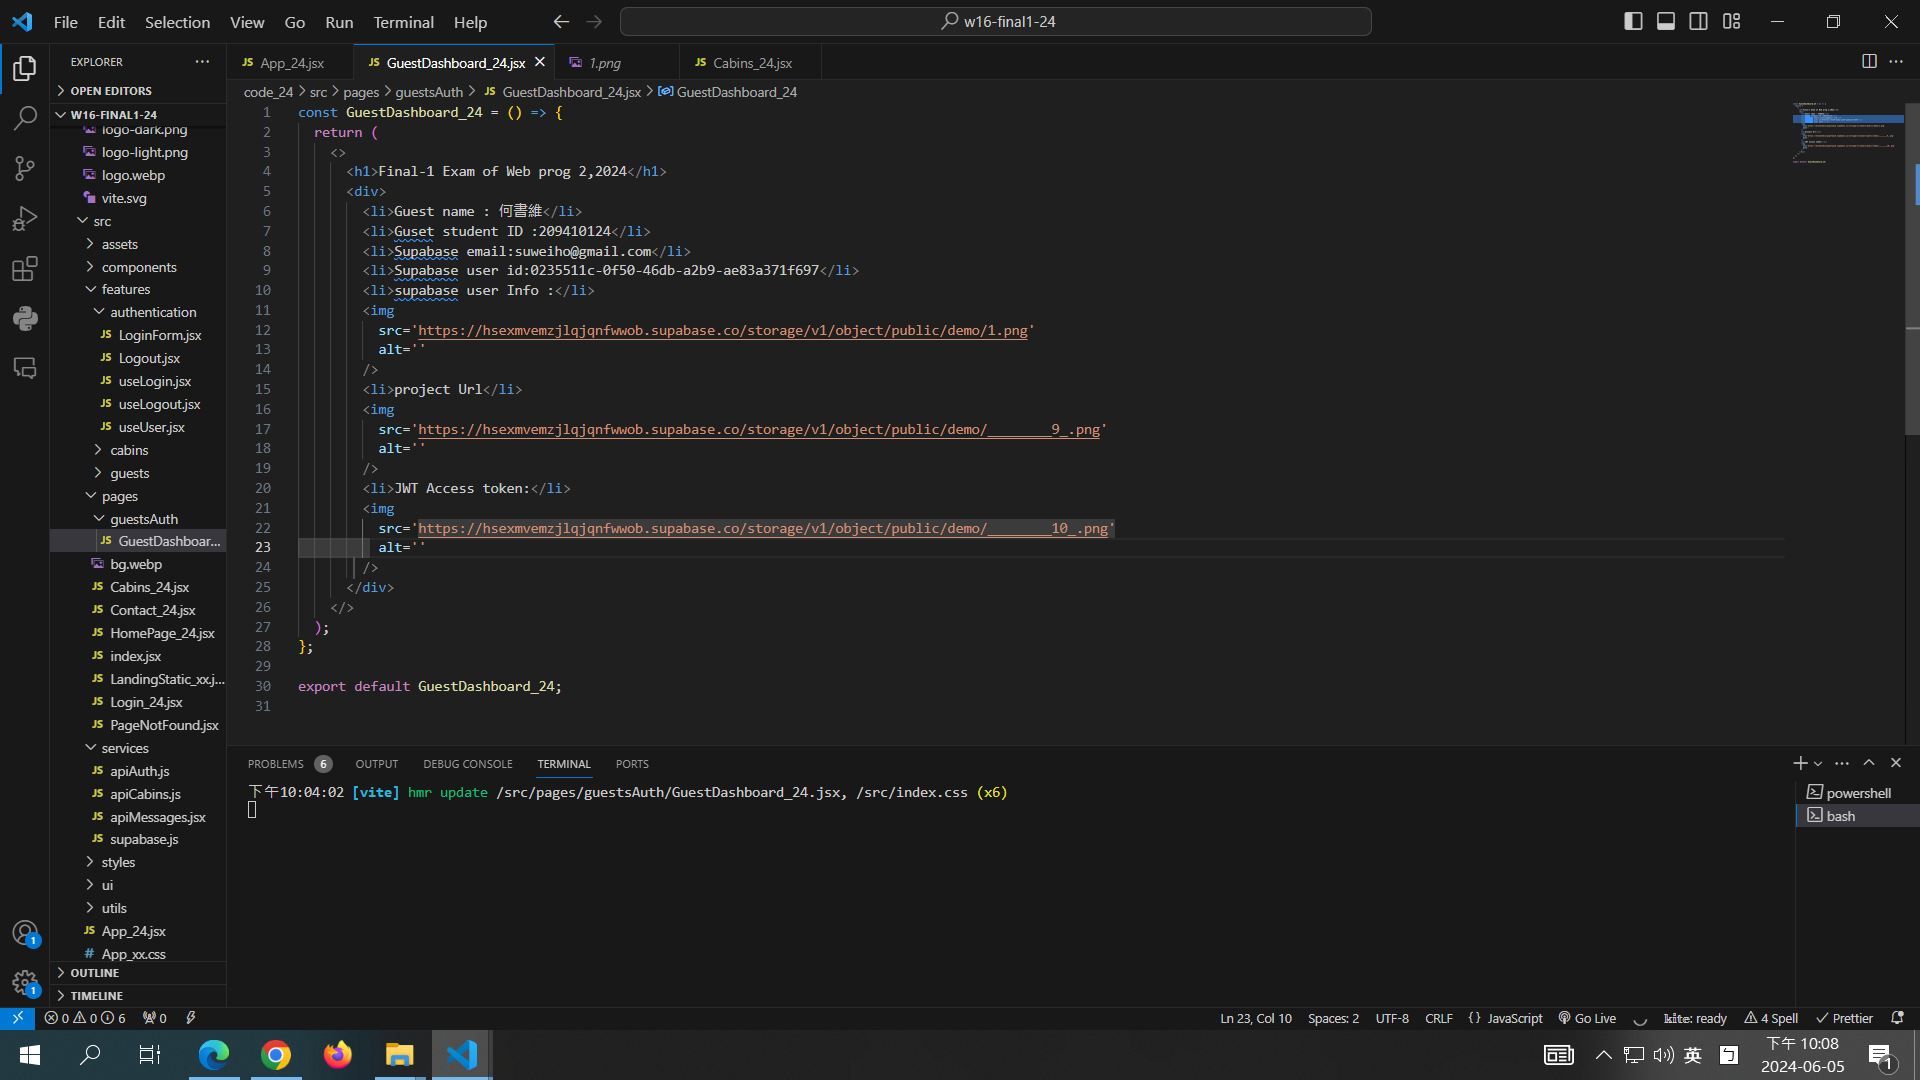 File Edit Selection View Go Run Terminal Help
w16-final1-24
EXPLORER
OPEN EDITORS
W16-FINAL1-24
logo-dark.png
logo-light.png
logo.webp
vite.svg
src
assets
components
features
authentication
LoginForm.jsx
Logout.jsx
useLogin.jsx
useLogout.jsx
useUser.jsx
cabins
guests
pages
guestsAuth
GuestDashboar...
bg.webp
Cabins_24.jsx
Contact_24.jsx
HomePage_24.jsx
index.jsx
LandingStatic_xx.j...
Login_24.jsx
PageNotFound.jsx
services
apiAuth.js
apiCabins.js
apiMessages.jsx
supabase.js
styles
ui
utils
App_24.jsx
App_xx.css
OUTLINE
TIMELINE
App_24.jsx GuestDashboard_24.jsx 1.png Cabins_24.jsx
code_24 > src > pages > guestsAuth > JS GuestDashboard_24.jsx > GuestDashboard_24
1 const GuestDashboard_24 = () => {
2 return (
3 <>
4 <h1>Final-1 Exam of Web prog 2,2024</h1>
5 <div>
6 <li>Guest name : 何書維</li>
7 <li>Guset student ID :209410124</li>
8 <li>Supabase email:suweiho@gmail.com</li>
9 <li>Supabase user id:0235511c-0f50-46db-a2b9-ae83a371f697</li>
10 <li>supabase user Info :</li>
11 <img
12 src='https://hsexmvemzjlqjqnfwwob.supabase.co/storage/v1/object/public/demo/1.png'
13 alt=''
14 />
15 <li>project Url</li>
16 <img
17 src='https://hsexmvemzjlqjqnfwwob.supabase.co/storage/v1/object/public/demo/________9_.png'
18 alt=''
19 />
20 <li>JWT Access token:</li>
21 <img
22 src='https://hsexmvemzjlqjqnfwwob.supabase.co/storage/v1/object/public/demo/________10_.png'
23 alt=''
24 />
25 </div>
26 </>
27 );
28 };
29
30 export default GuestDashboard_24;
31
PROBLEMS 6 OUTPUT DEBUG CONSOLE TERMINAL PORTS
下午10:04:02 [vite] hmr update /src/pages/guestsAuth/GuestDashboard_24.jsx, /src/index.css (x6)
powershell
bash
0 0 6 0 Ln 23, Col 10 Spaces: 2 UTF-8 CRLF {} JavaScript Go Live kite: ready 4 Spell Prettier
英 下午 10:08
2024-06-05
1